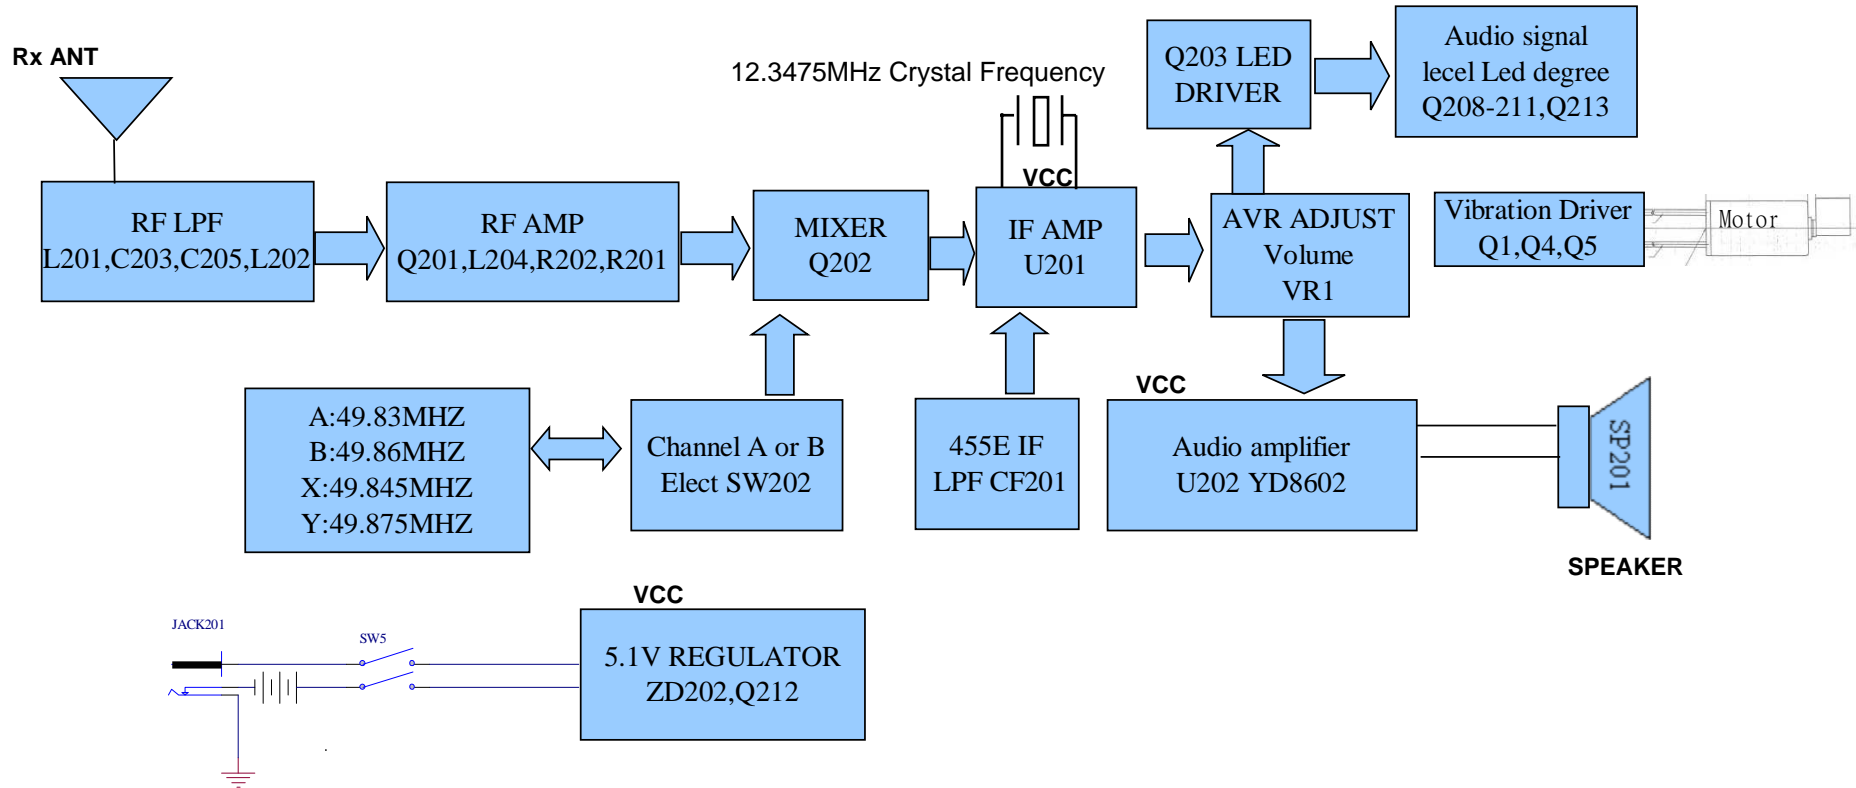 Rx ANT
12.3475MHz Crystal Frequency
Q203 LED
DRIVER
Audio signal
lecel Led degree
Q208-211,Q213
RF LPF
L201,C203,C205,L202
RF AMP
Q201,L204,R202,R201
MIXER
Q202
VCC
IF AMP
U201
AVR ADJUST
Volume
VR1
Vibration Driver
Q1,Q4,Q5
Motor
A:49.83MHZ
B:49.86MHZ
X:49.845MHZ
Y:49.875MHZ
Channel A or B
Elect SW202
455E IF
LPF CF201
VCC
Audio amplifier
U202 YD8602
SP201
SPEAKER
JACK201
SW5
VCC
5.1V REGULATOR
ZD202,Q212